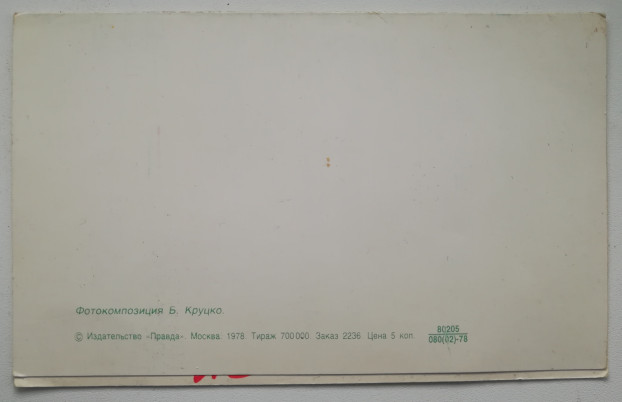 Фотокомпозиция Б. Круцко.
© Издательство «Правда». Москва. 1978. Тираж 700 000. Заказ 2236. Цена 5 коп.
80205
080(02)-78